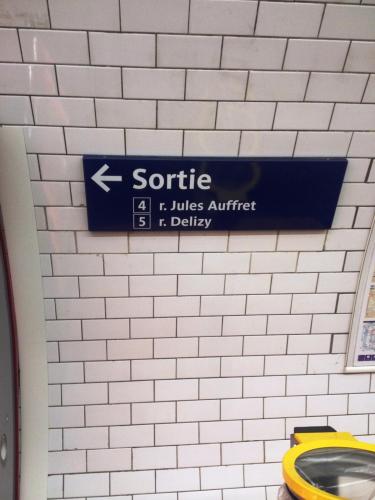 ← Sortie
4 r. Jules Auffret
5 r. Delizy